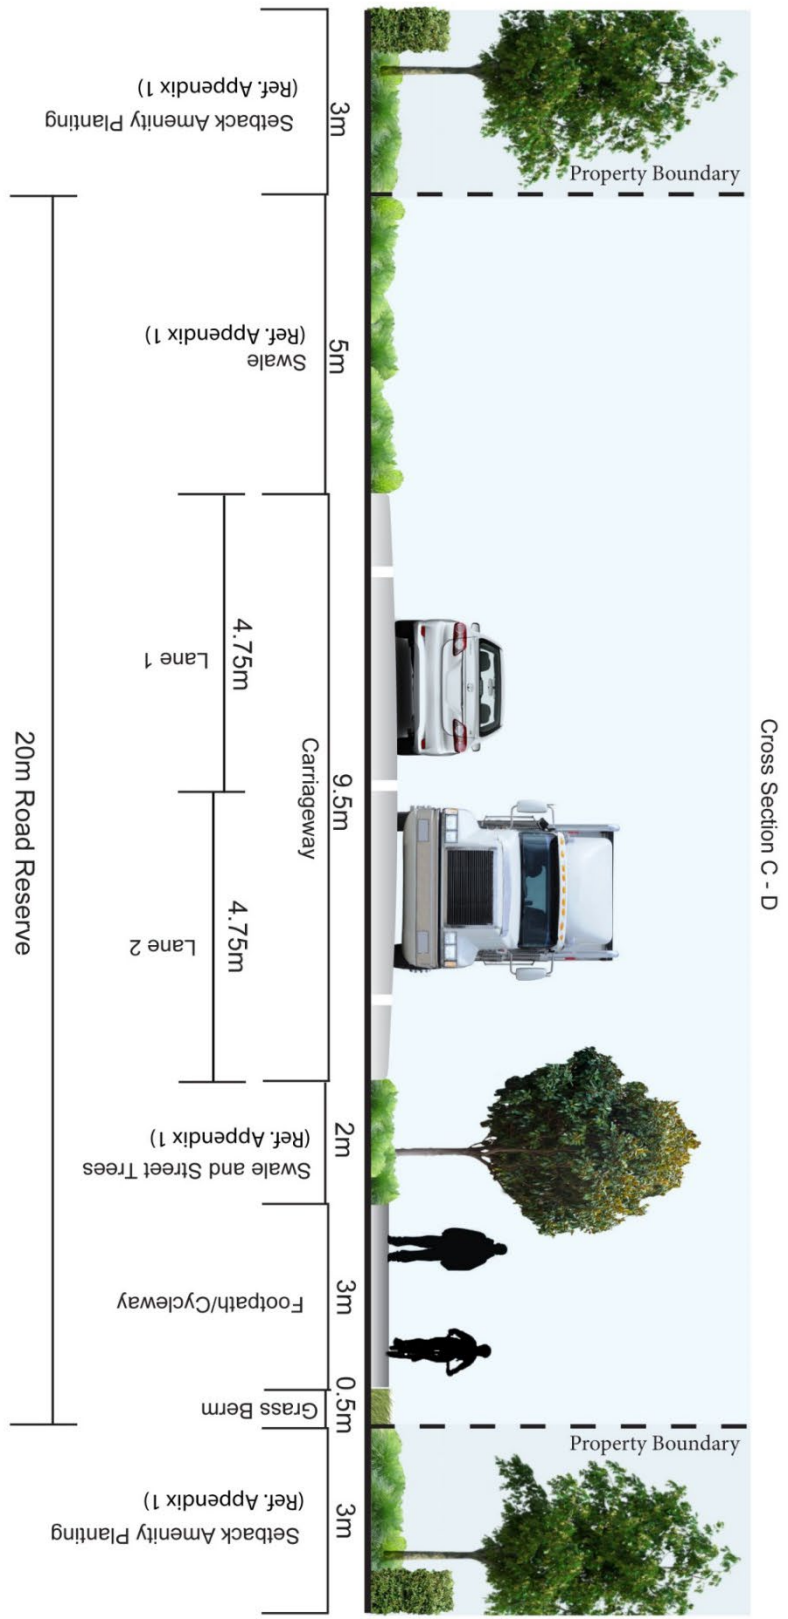 Cross Section C - D
Property Boundary
Property Boundary
3m
5m
9.5m
2m
3m
0.5m
3m
Setback Amenity Planting
(Ref. Appendix 1)
Swale
(Ref. Appendix 1)
Carriageway
4.75m
Lane 1
4.75m
Lane 2
Swale and Street Trees
(Ref. Appendix 1)
Footpath/Cycleway
Grass Berm
Setback Amenity Planting
(Ref. Appendix 1)
20m Road Reserve